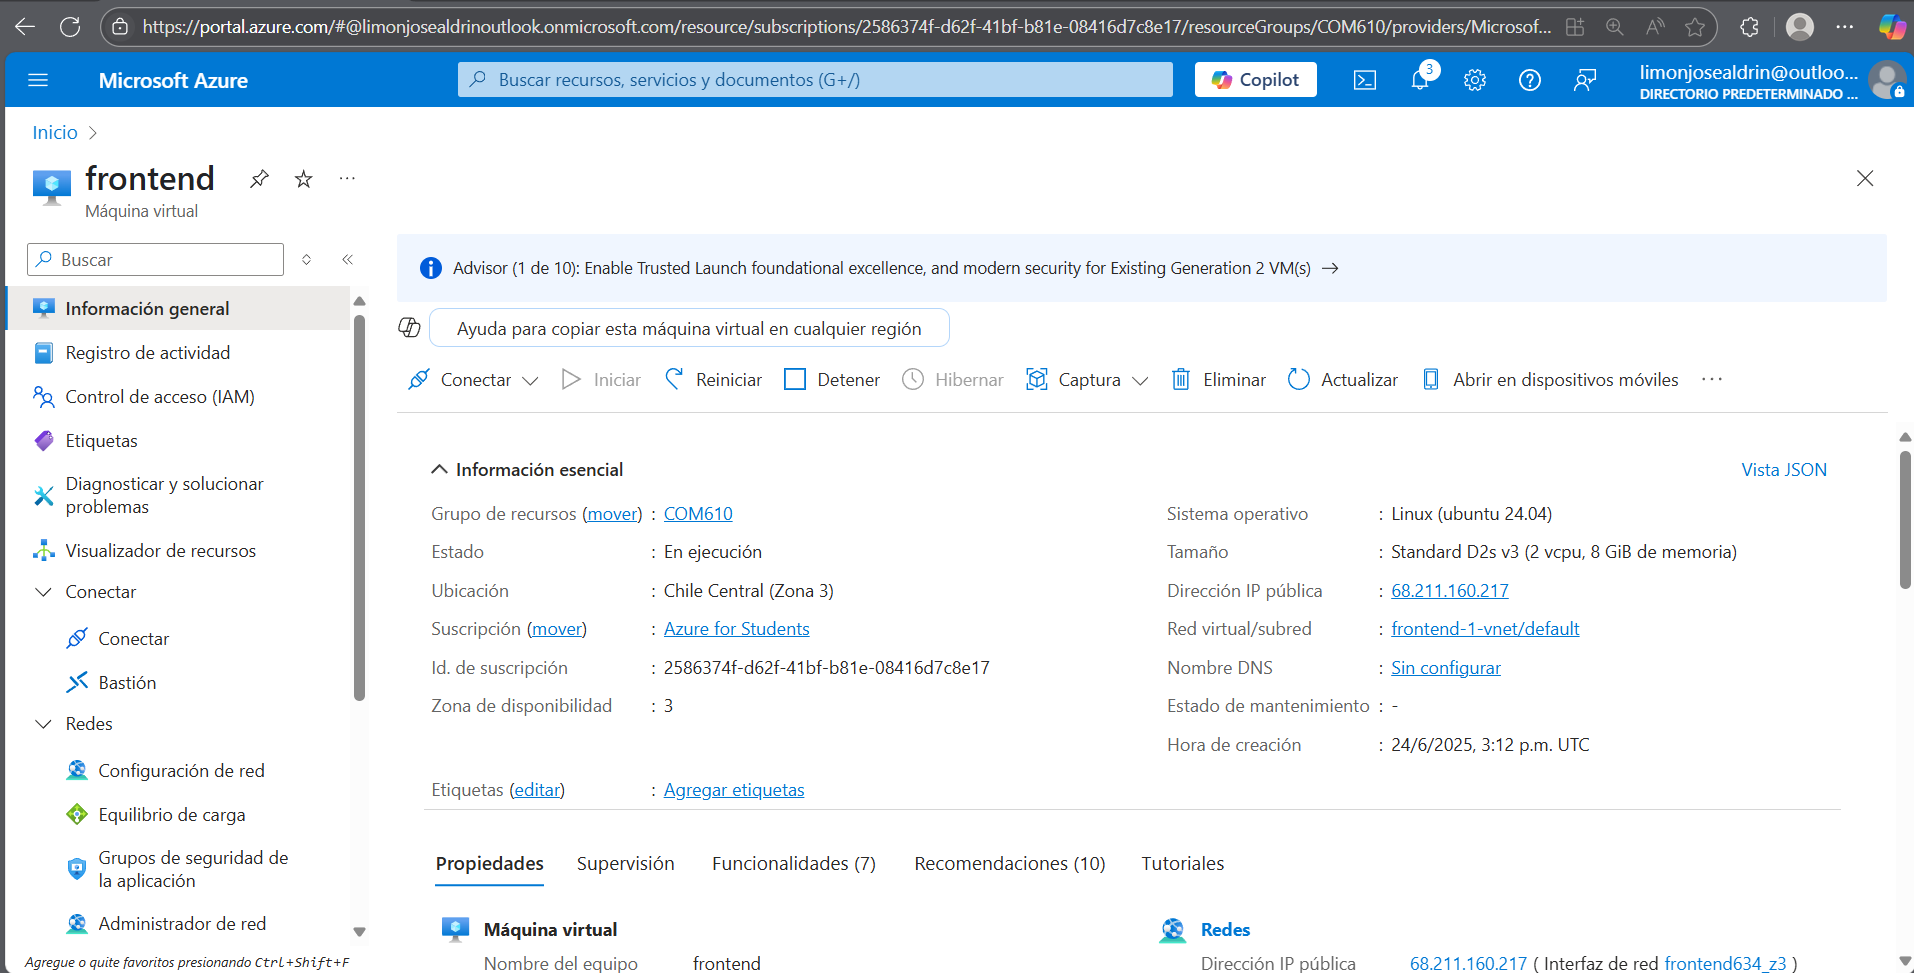 https://portal.azure.com/#@limonjosealdrinoutlook.onmicrosoft.com/resource/subscriptions/2586374f-d62f-41bf-b81e-08416d7c8e17/resourceGroups/COM610/providers/Microsof...
Microsoft Azure
Buscar recursos, servicios y documentos (G+/)
Copilot
3
limonjosealdrin@outloo...
DIRECTORIO PREDETERMINADO ...
Inicio
frontend
Máquina virtual
Buscar
Información general
Registro de actividad
Control de acceso (IAM)
Etiquetas
Diagnosticar y solucionar
problemas
Visualizador de recursos
Conectar
Conectar
Bastión
Redes
Configuración de red
Equilibrio de carga
Grupos de seguridad de
la aplicación
Administrador de red
Agregue o quite favoritos presionando Ctrl+Shift+F
Advisor (1 de 10): Enable Trusted Launch foundational excellence, and modern security for Existing Generation 2 VM(s) →
Ayuda para copiar esta máquina virtual en cualquier región
Conectar Iniciar Reiniciar Detener Hibernar Captura Eliminar Actualizar Abrir en dispositivos móviles ...
Información esencial Vista JSON
Grupo de recursos (mover) : COM610
Estado : En ejecución
Ubicación : Chile Central (Zona 3)
Suscripción (mover) : Azure for Students
Id. de suscripción : 2586374f-d62f-41bf-b81e-08416d7c8e17
Zona de disponibilidad : 3
Sistema operativo : Linux (ubuntu 24.04)
Tamaño : Standard D2s v3 (2 vcpu, 8 GiB de memoria)
Dirección IP pública : 68.211.160.217
Red virtual/subred : frontend-1-vnet/default
Nombre DNS : Sin configurar
Estado de mantenimiento : -
Hora de creación : 24/6/2025, 3:12 p.m. UTC
Etiquetas (editar) : Agregar etiquetas
Propiedades Supervisión Funcionalidades (7) Recomendaciones (10) Tutoriales
Máquina virtual
Nombre del equipo frontend
Redes
Dirección IP pública 68.211.160.217 ( Interfaz de red frontend634_z3 )